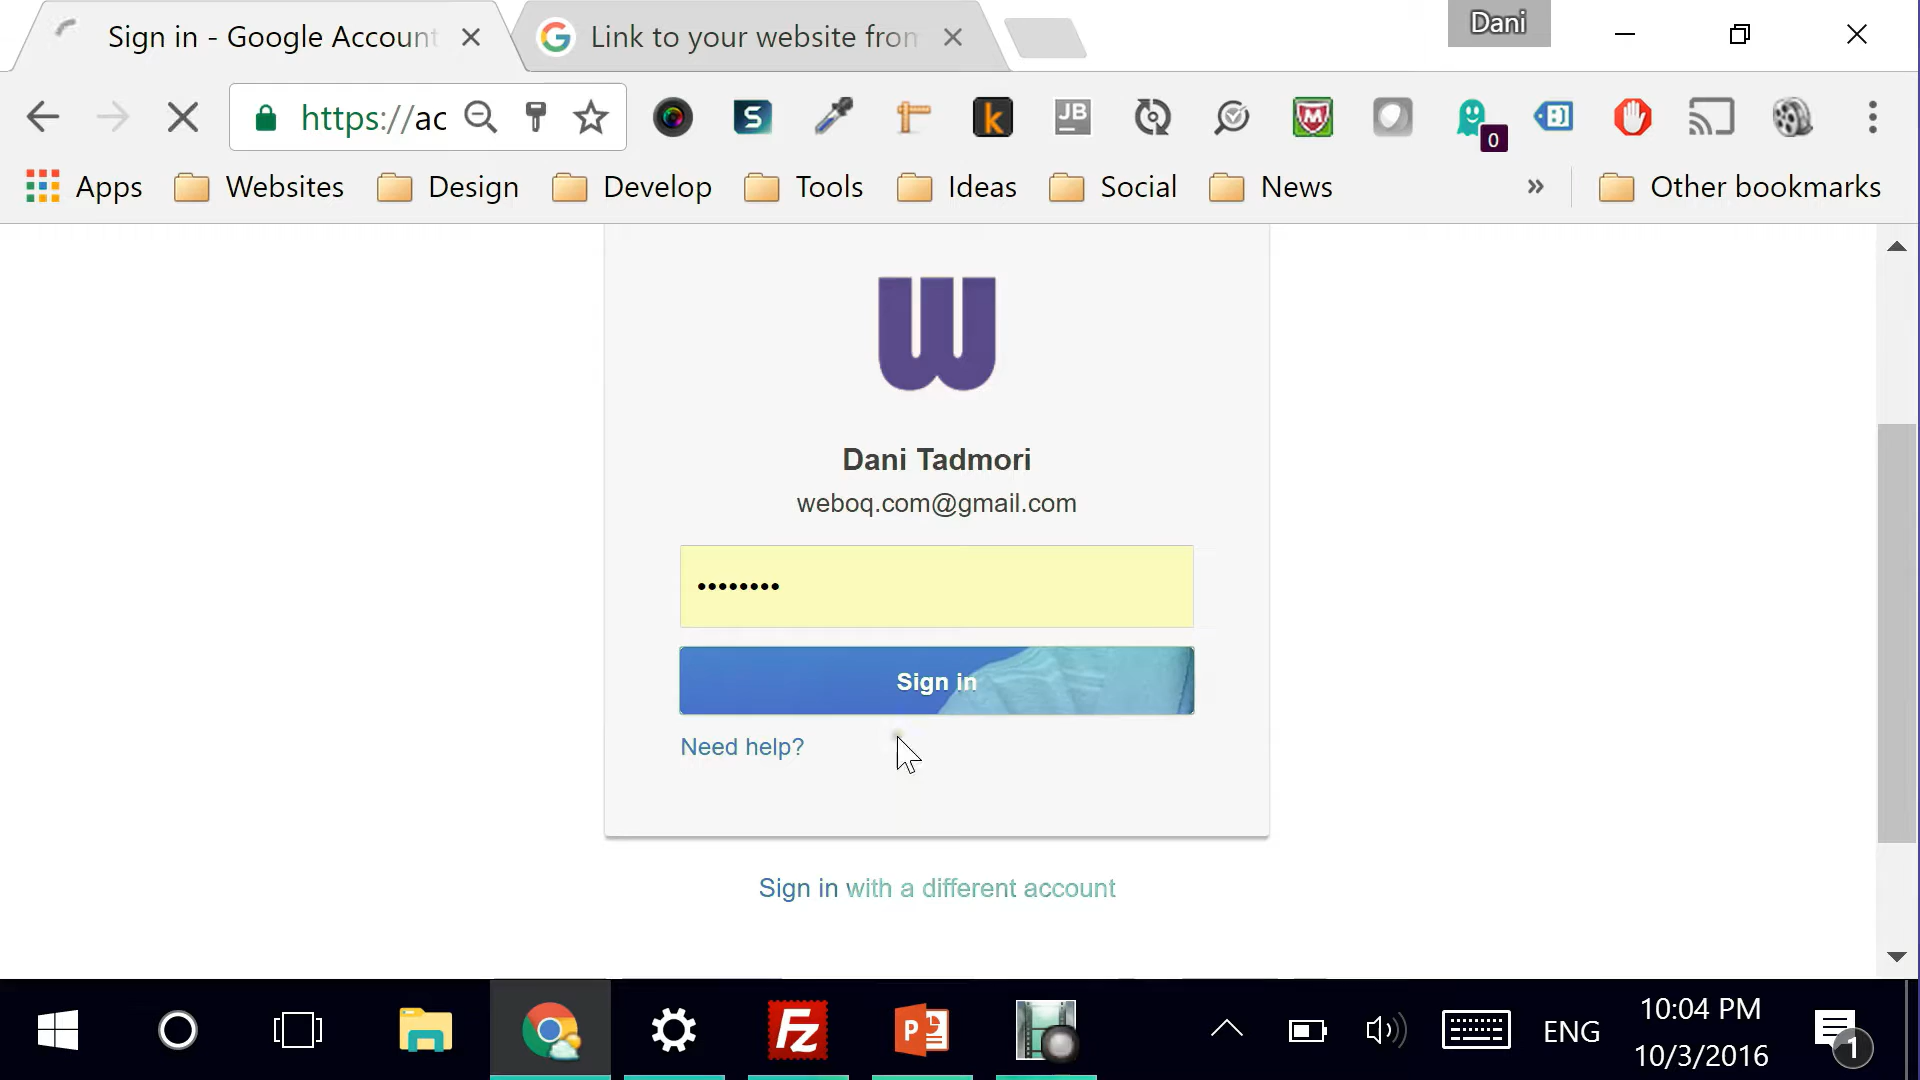 Sign in - Google Account
Link to your website from
Dani
https://ac
JB
0
Apps
Websites
Design
Develop
Tools
Ideas
Social
News
»
Other bookmarks
W
Dani Tadmori
weboq.com@gmail.com
••••••••
Sign in
Need help?
Sign in with a different account
ENG
10:04 PM
10/3/2016
1